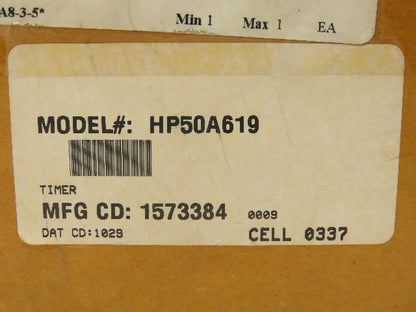 A8-3-5*
Min 1 Max 1 EA
MODEL#: HP50A619
TIMER
MFG CD: 1573384 0009
DAT CD:1029 CELL 0337